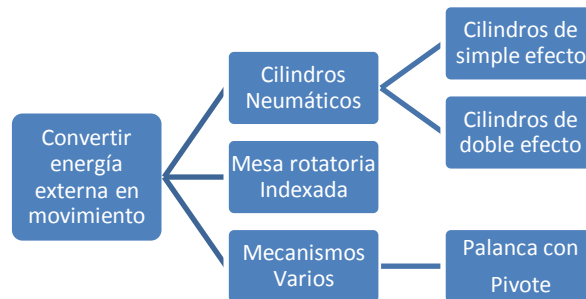 Convertir
energía
externa en
movimiento
Cilindros
Neumáticos
Cilindros de
simple efecto
Cilindros de
doble efecto
Mesa rotatoria
Indexada
Mecanismos
Varios
Palanca con
Pivote